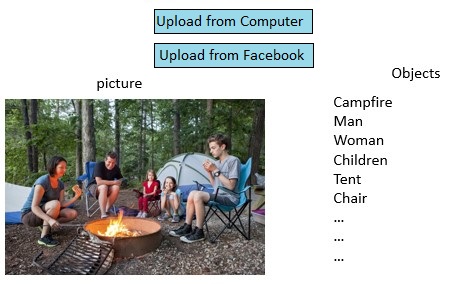 Upload from Computer
Upload from Facebook
picture
Objects
Campfire
Man
Woman
Children
Tent
Chair
...
...
...